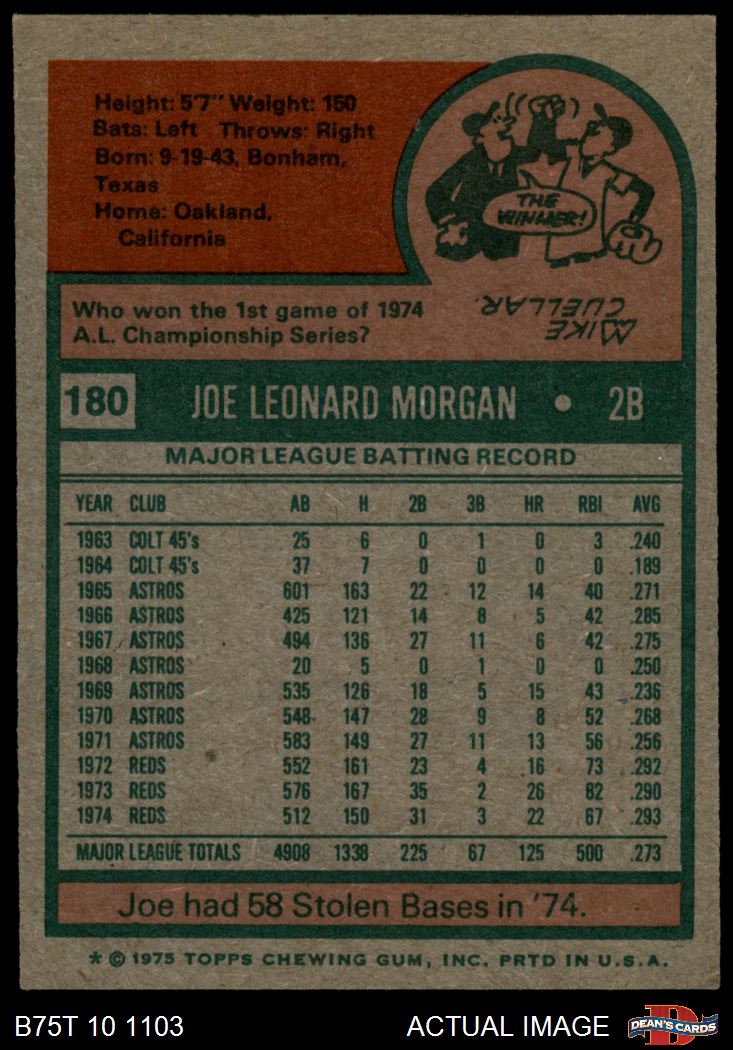 Height: 5'7" Weight: 150
Bats: Left Throws: Right
Born: 9-19-43, Bonham,
Texas
Home: Oakland,
California
THE
WINNER!
Who won the 1st game of 1974
A.L. Championship Series?
MIKE
CUELLAR.
180 JOE LEONARD MORGAN • 2B
MAJOR LEAGUE BATTING RECORD
YEAR CLUB AB H 2B 3B HR RBI AVG
1963 COLT 45's 25 6 0 1 0 3 .240
1964 COLT 45's 37 7 0 0 0 0 .189
1965 ASTROS 601 163 22 12 14 40 .271
1966 ASTROS 425 121 14 8 5 42 .285
1967 ASTROS 494 136 27 11 6 42 .275
1968 ASTROS 20 5 0 1 0 0 .250
1969 ASTROS 535 126 18 5 15 43 .236
1970 ASTROS 548 147 28 9 8 52 .268
1971 ASTROS 583 149 27 11 13 56 .256
1972 REDS 552 161 23 4 16 73 .292
1973 REDS 576 167 35 2 26 82 .290
1974 REDS 512 150 31 3 22 67 .293
MAJOR LEAGUE TOTALS 4908 1338 225 67 125 500 .273
Joe had 58 Stolen Bases in '74.
* © 1975 TOPPS CHEWING GUM, INC. PRTD IN U.S.A.
B75T 10 1103 ACTUAL IMAGE DEAN'S CARDS